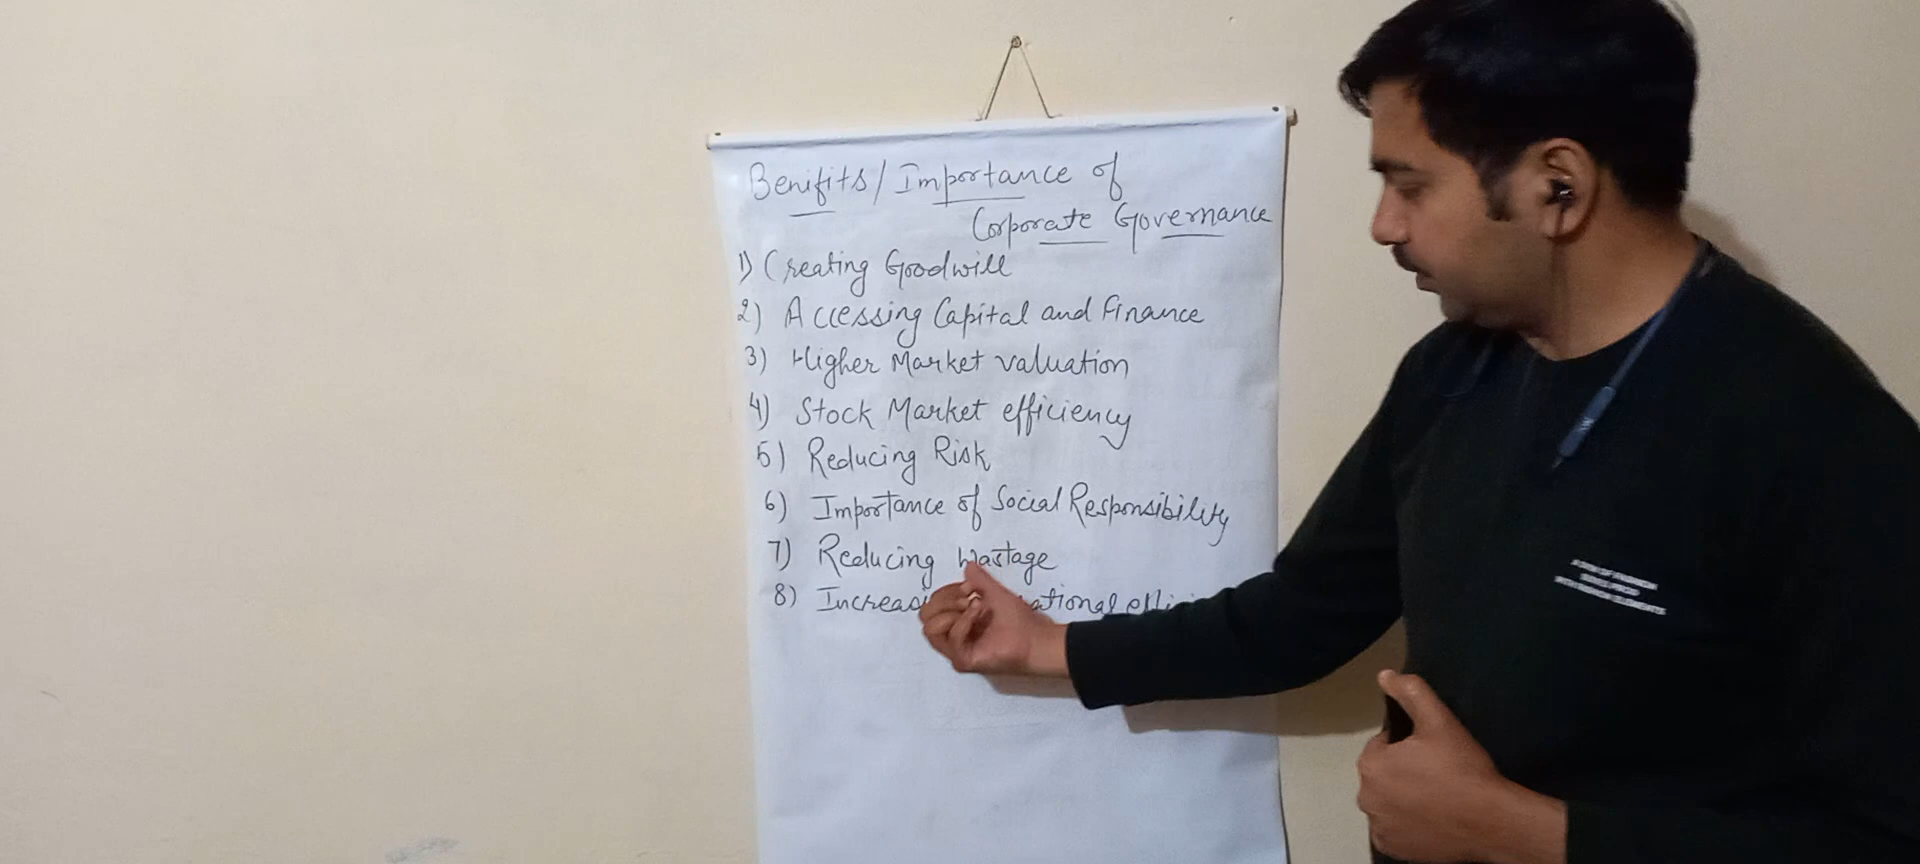 Benifits/Importance of
Corporate Governance
1) Creating Goodwill
2) Accessing Capital and Finance
3) Higher Market valuation
4) Stock Market efficiency
5) Reducing Risk
6) Importance of Social Responsibility
7) Reducing Wastage
8)